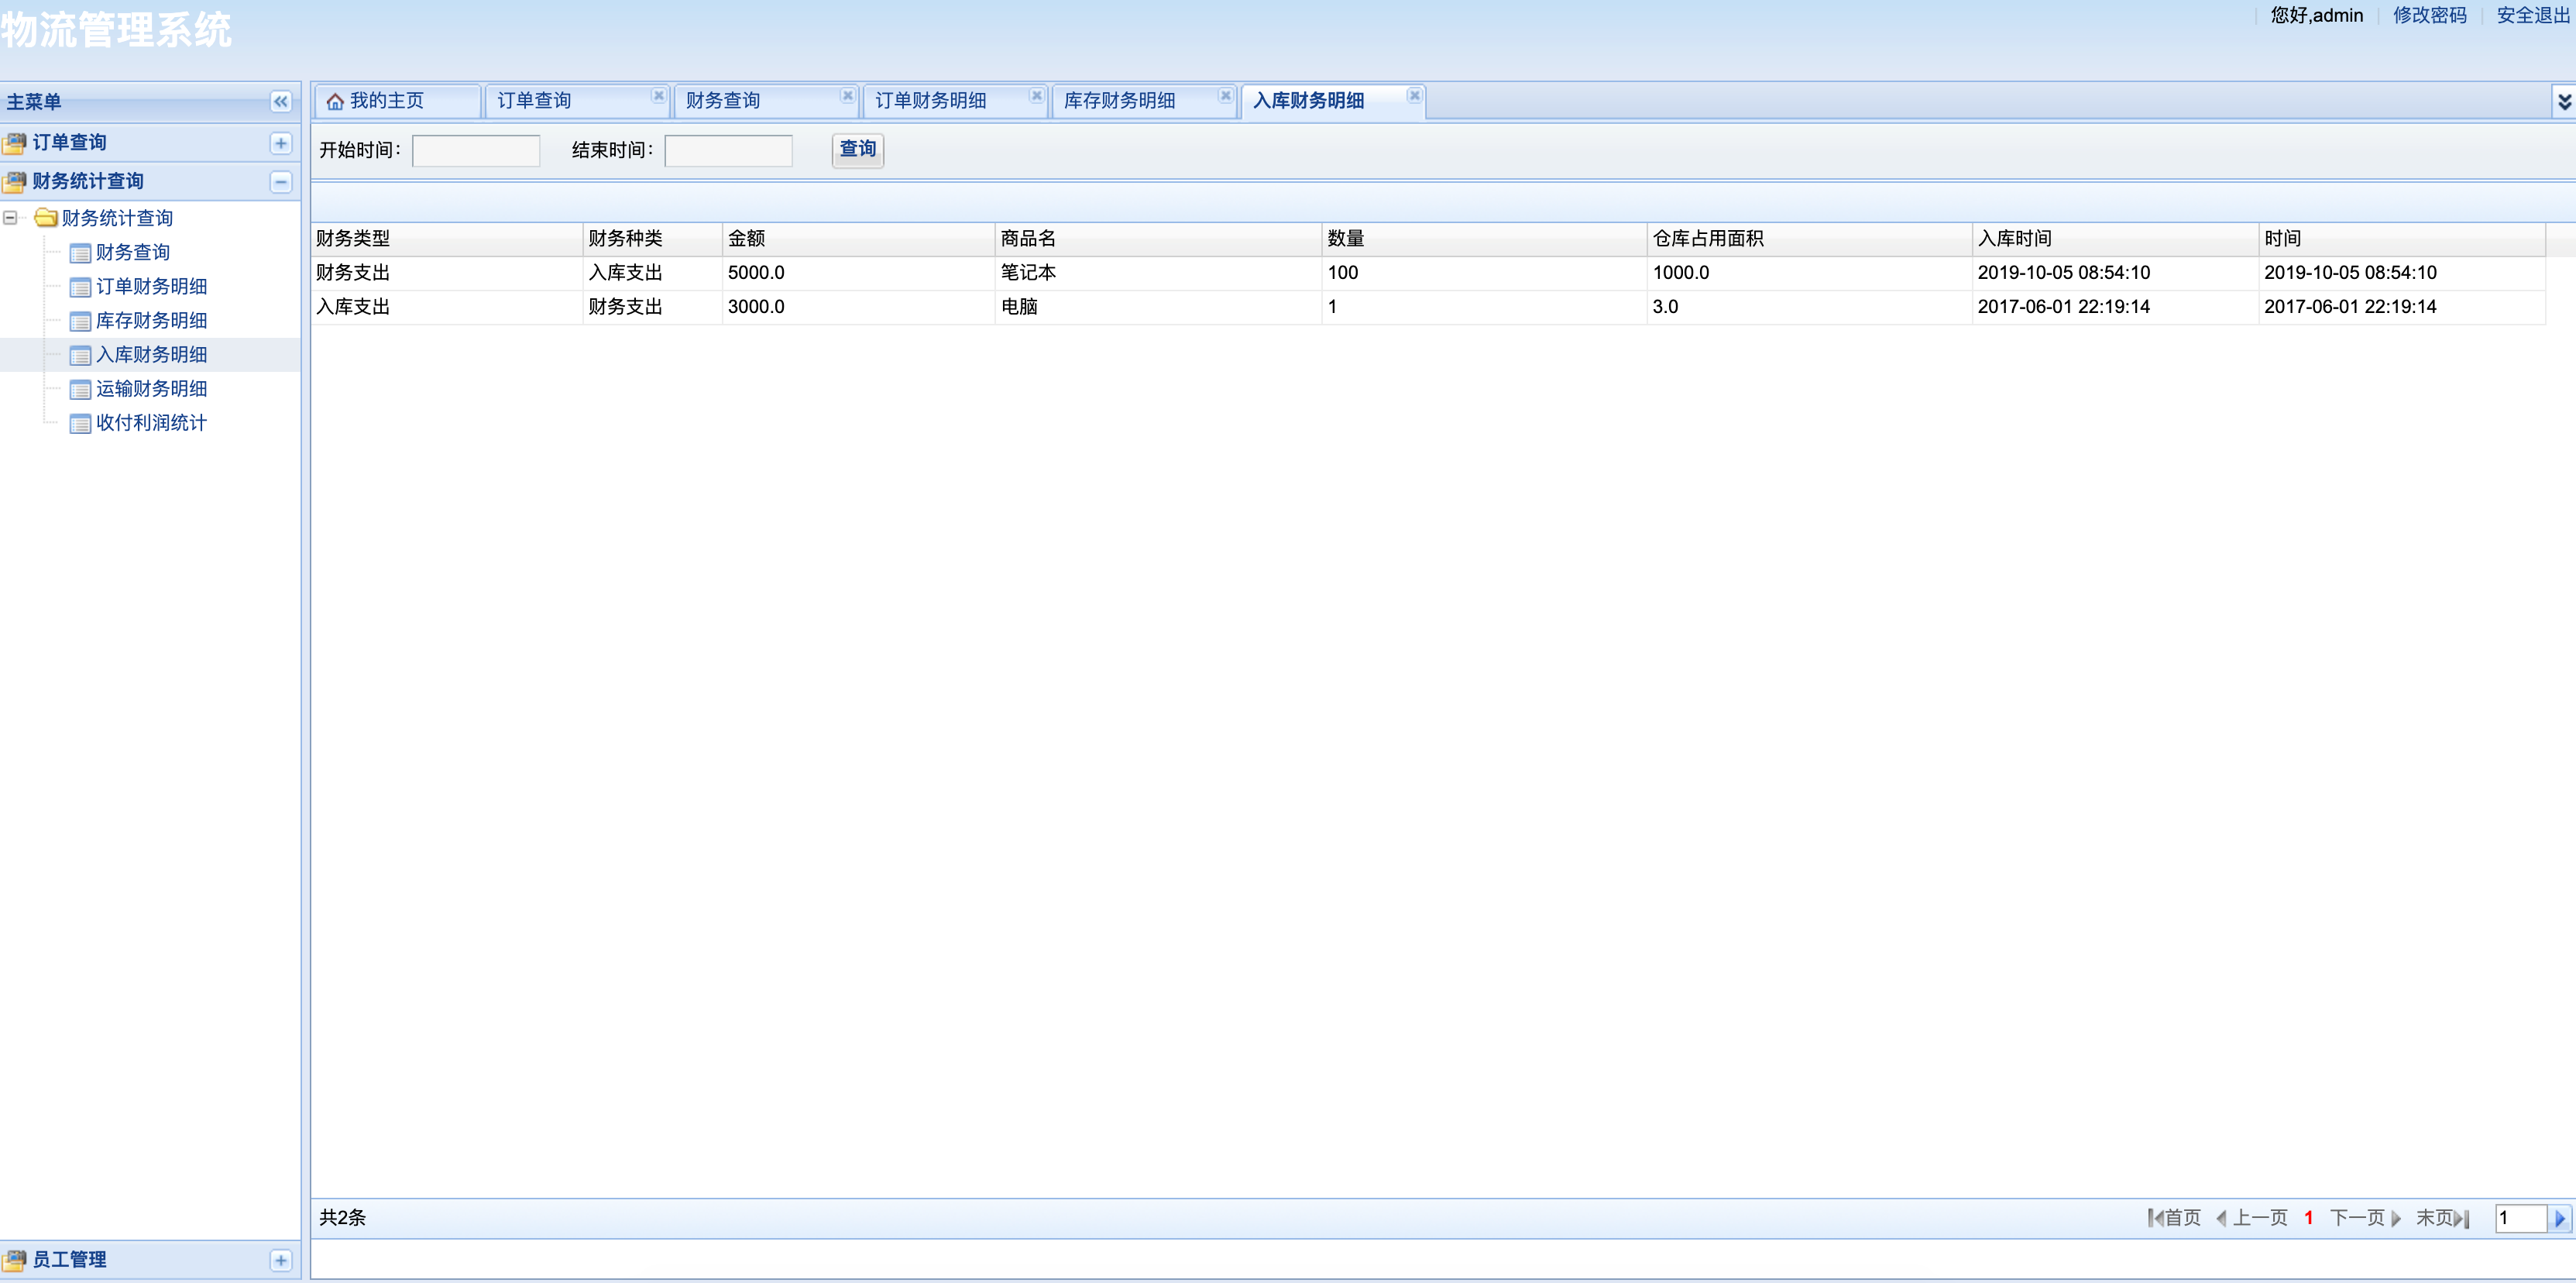 物流管理系统
您好,admin 修改密码 安全退出
主菜单
订单查询
财务统计查询
财务统计查询
财务查询
订单财务明细
库存财务明细
入库财务明细
运输财务明细
收付利润统计
员工管理
我的主页 订单查询 财务查询 订单财务明细 库存财务明细 入库财务明细
开始时间: 结束时间: 查询
财务类型 财务种类 金额 商品名 数量 仓库占用面积 入库时间 时间
财务支出 入库支出 5000.0 笔记本 100 1000.0 2019-10-05 08:54:10 2019-10-05 08:54:10
入库支出 财务支出 3000.0 电脑 1 3.0 2017-06-01 22:19:14 2017-06-01 22:19:14
共2条 首页 上一页 1 下一页 末页 1